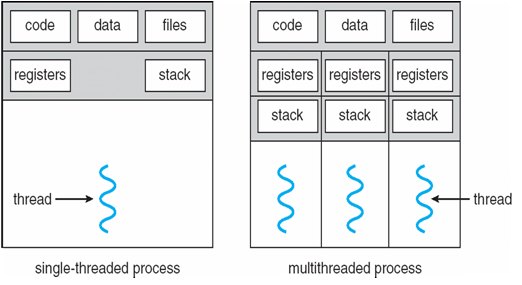 code data files
registers stack
thread
single-threaded process
code data files
registers registers registers
stack stack stack
thread
multithreaded process